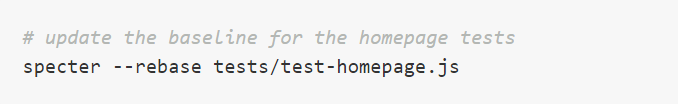 # update the baseline for the homepage tests
specter --rebase tests/test-homepage.js